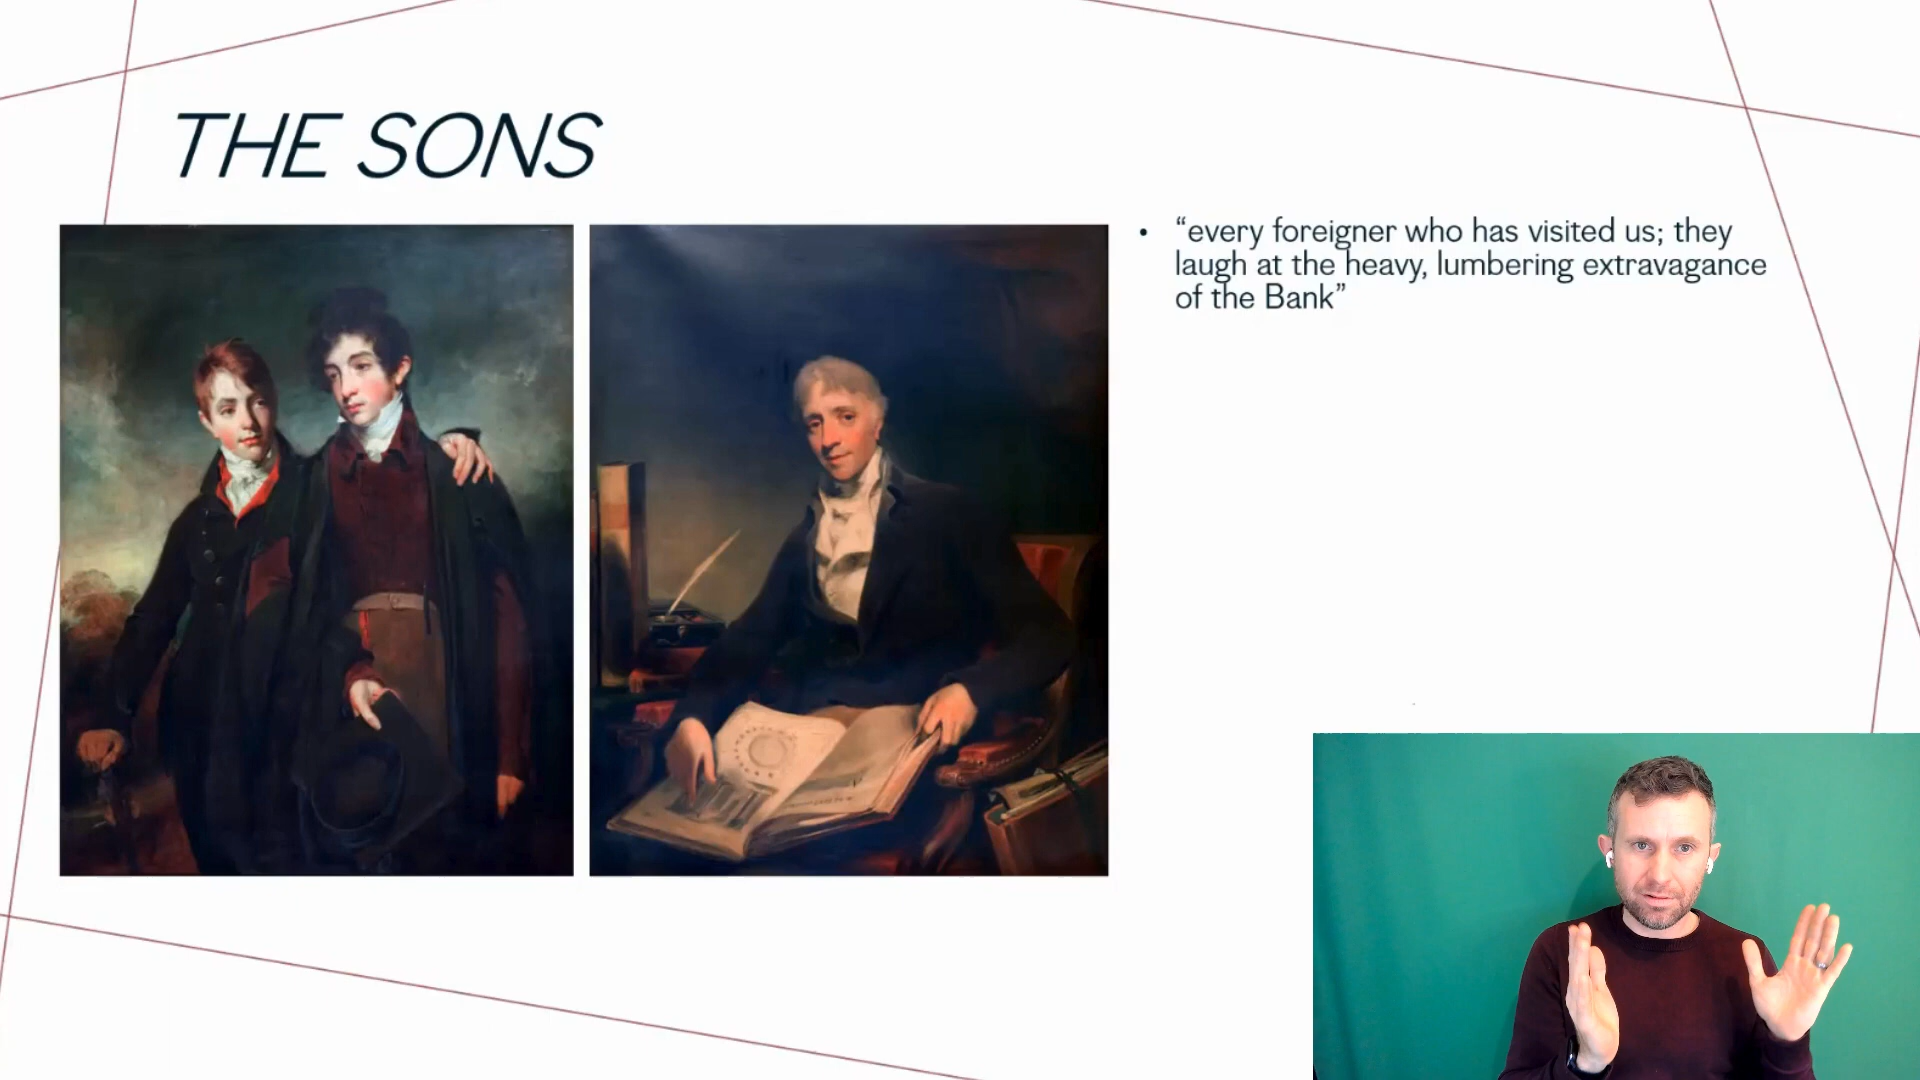 THE SONS
• “every foreigner who has visited us; they
laugh at the heavy, lumbering extravagance
of the Bank”